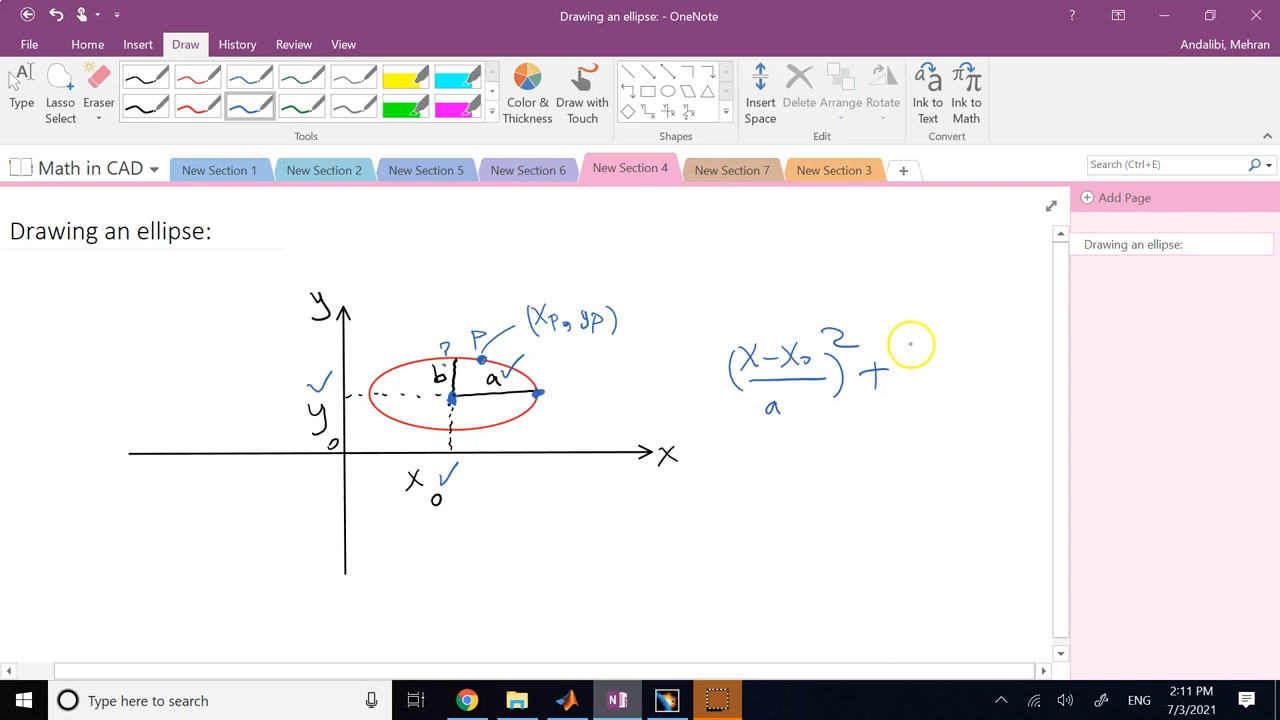 Drawing an ellipse: - OneNote
?
File Home Insert Draw History Review View
Andalibi, Mehran
Type Lasso Select Eraser
Color & Thickness Draw with Touch
Insert Space Delete Arrange Rotate
Ink to Text Ink to Math
Tools Shapes Edit Convert
Math in CAD New Section 1 New Section 2 New Section 5 New Section 6 New Section 4 New Section 7 New Section 3 +
Search (Ctrl+E)
Add Page
Drawing an ellipse:
Drawing an ellipse:
y
P (xp, yp)
?
b a ✓
✓
y0
x
x0 ✓
((x-x0)/a)^2 +
Type here to search
ENG
2:11 PM
7/3/2021